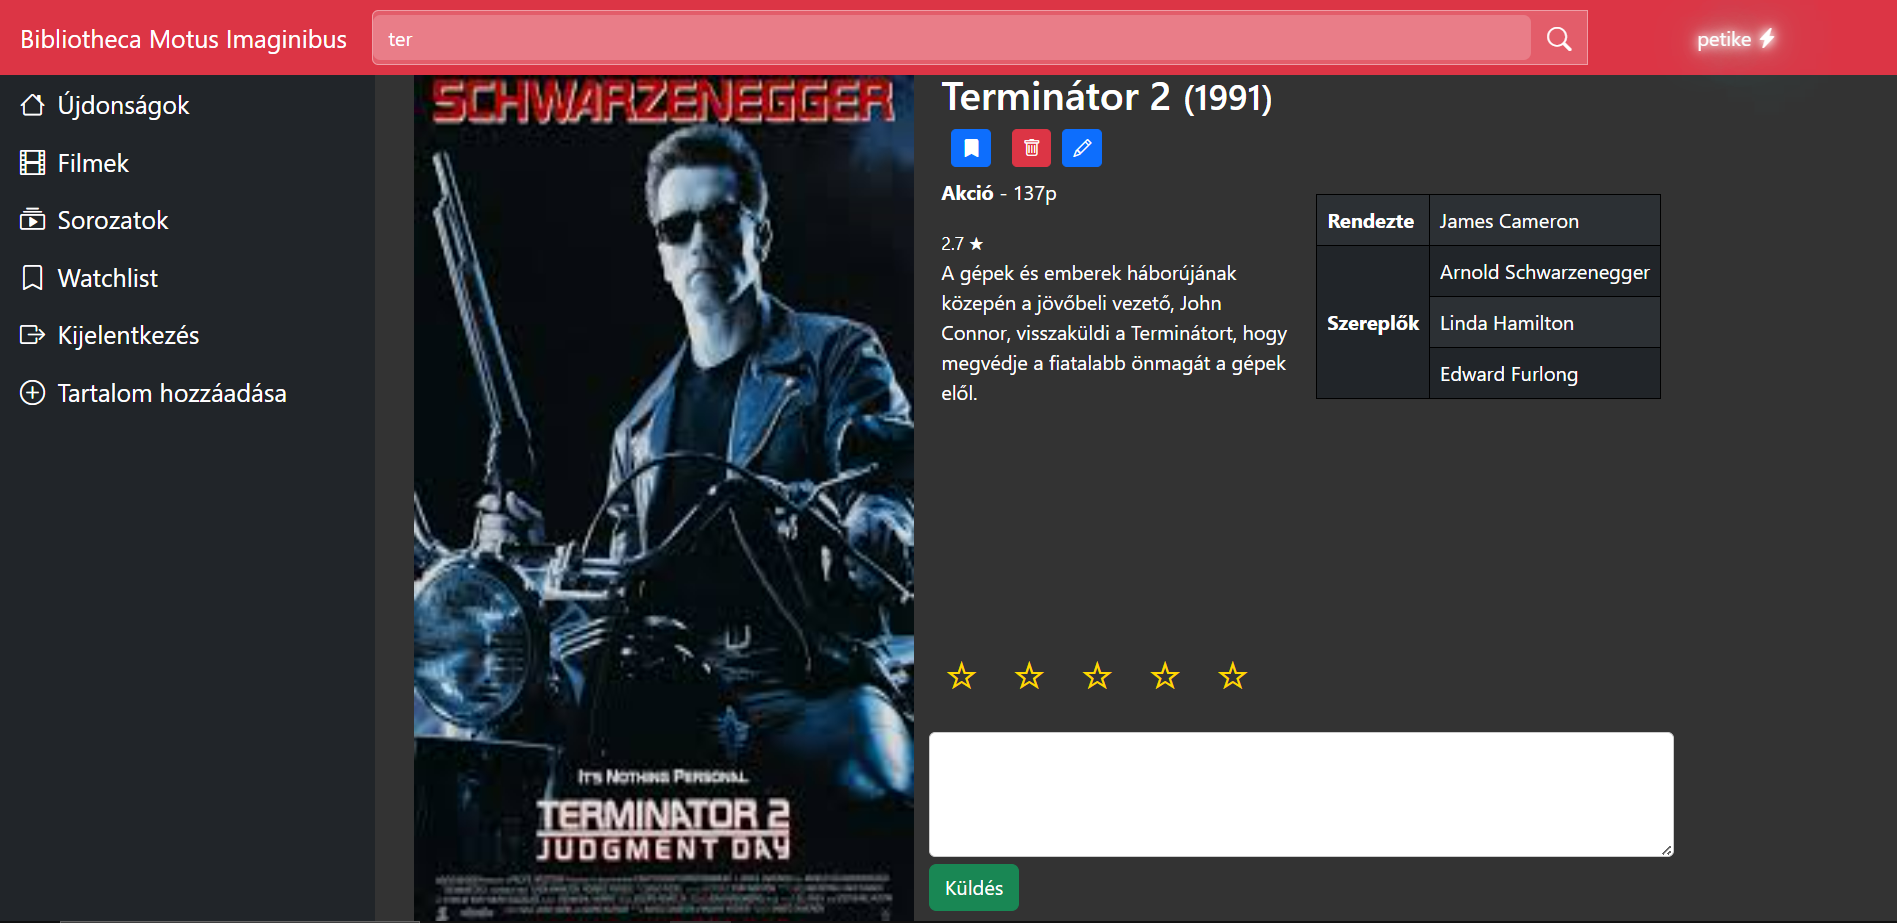 Bibliotheca Motus Imaginibus
ter
petike
Újdonságok
Filmek
Sorozatok
Watchlist
Kijelentkezés
Tartalom hozzáadása
SCHWARZENEGGER
IT'S NOTHING PERSONAL.
TERMINATOR 2
JUDGMENT DAY
Terminátor 2 (1991)
Akció - 137p
2.7 ★
A gépek és emberek háborújának
közepén a jövőbeli vezető, John
Connor, visszaküldi a Terminátort, hogy
megvédje a fiatalabb önmagát a gépek
elől.
Rendezte James Cameron
Szereplők
Arnold Schwarzenegger
Linda Hamilton
Edward Furlong
Küldés